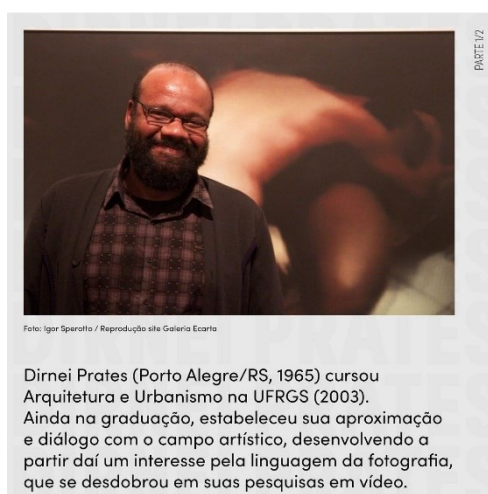 PARTE 1/2
Foto: Igor Sperotto / Reprodução site Galeria Ecarta
Dirnei Prates (Porto Alegre/RS, 1965) cursou
Arquitetura e Urbanismo na UFRGS (2003).
Ainda na graduação, estabeleceu sua aproximação
e diálogo com o campo artístico, desenvolvendo a
partir daí um interesse pela linguagem da fotografia,
que se desdobrou em suas pesquisas em vídeo.